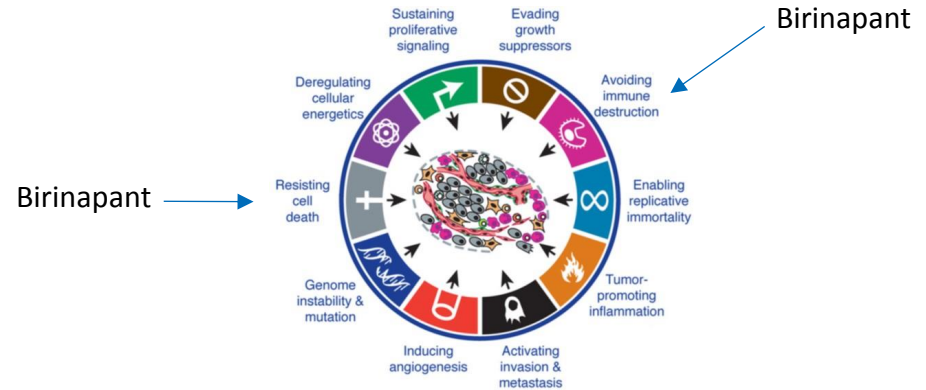 Birinapant
Sustaining
proliferative
signaling
Evading
growth
suppressors
Deregulating
cellular
energetics
Avoiding
immune
destruction
Birinapant
Resisting
cell
death
Enabling
replicative
immortality
Genome
instability &
mutation
Tumor-
promoting
inflammation
Inducing
angiogenesis
Activating
invasion &
metastasis